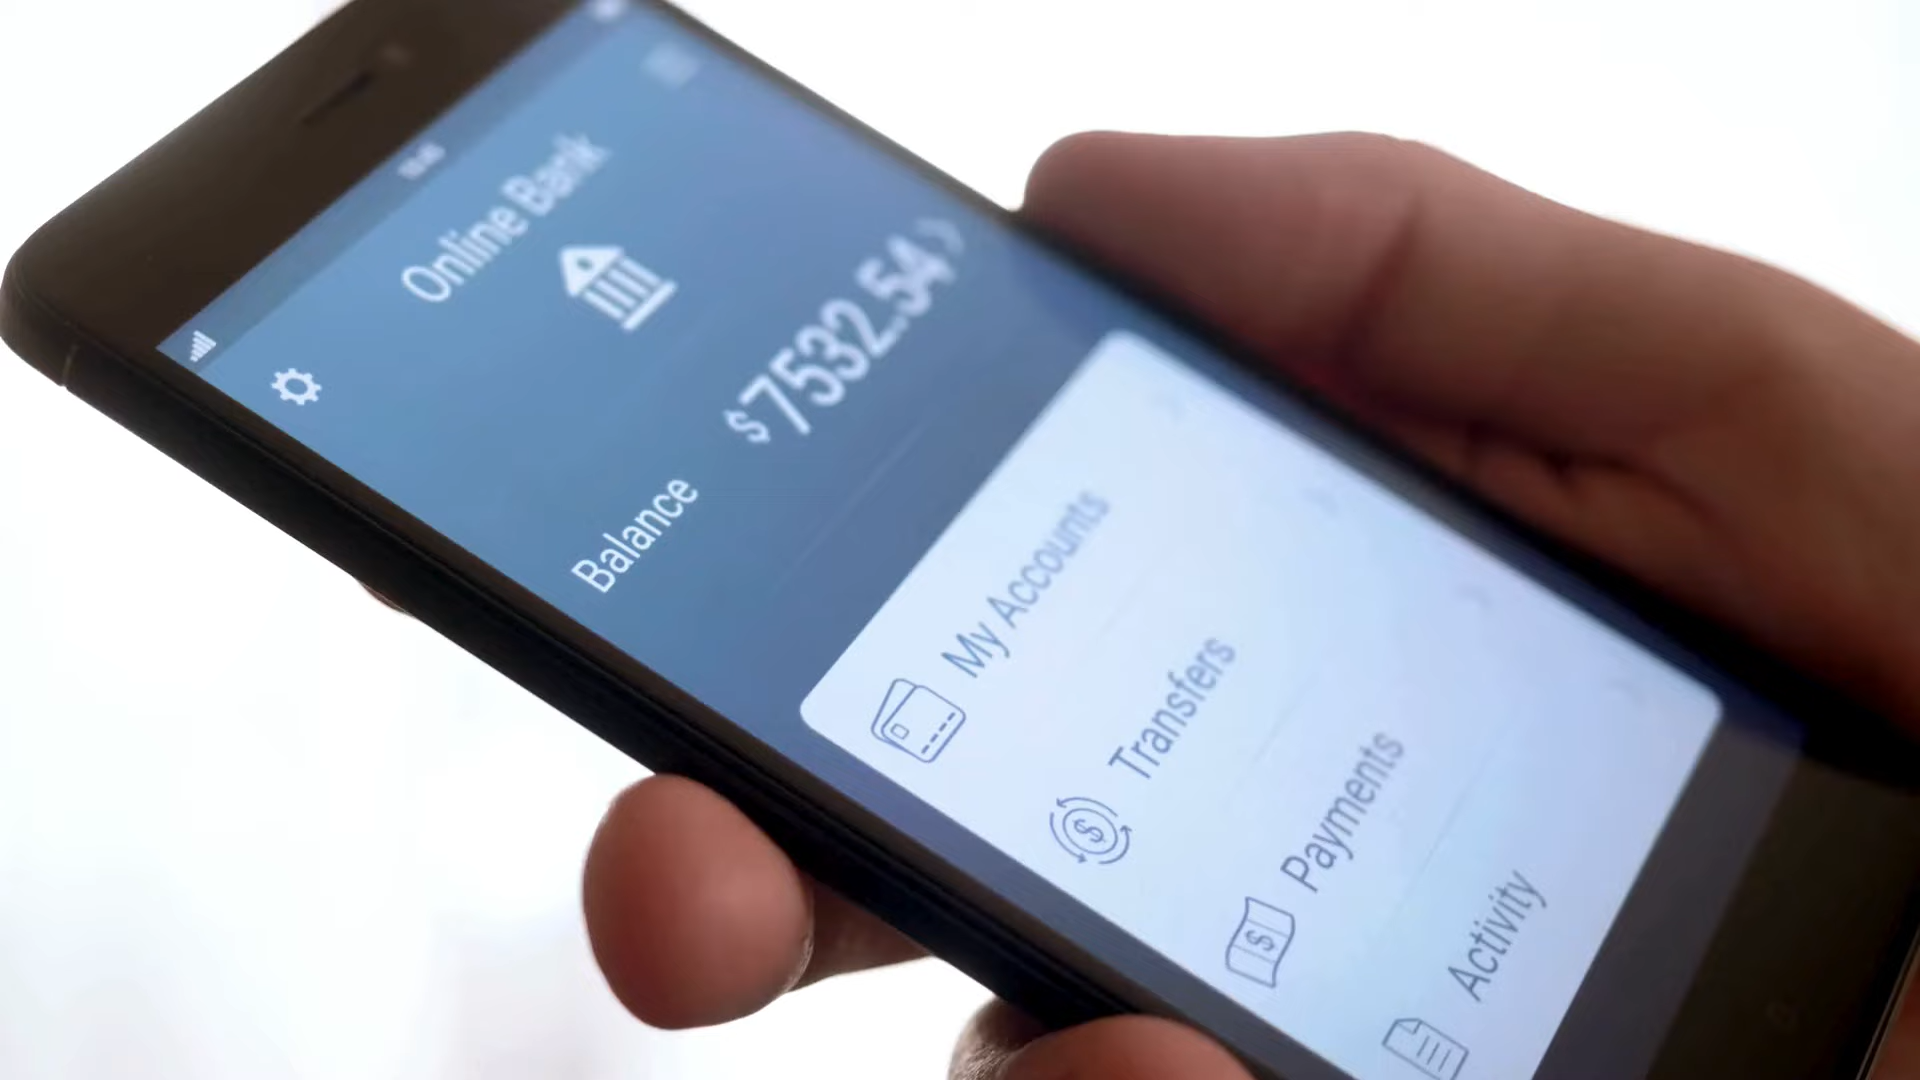 Online Bank
Balance
$7532.54
My Accounts
Transfers
Payments
Activity